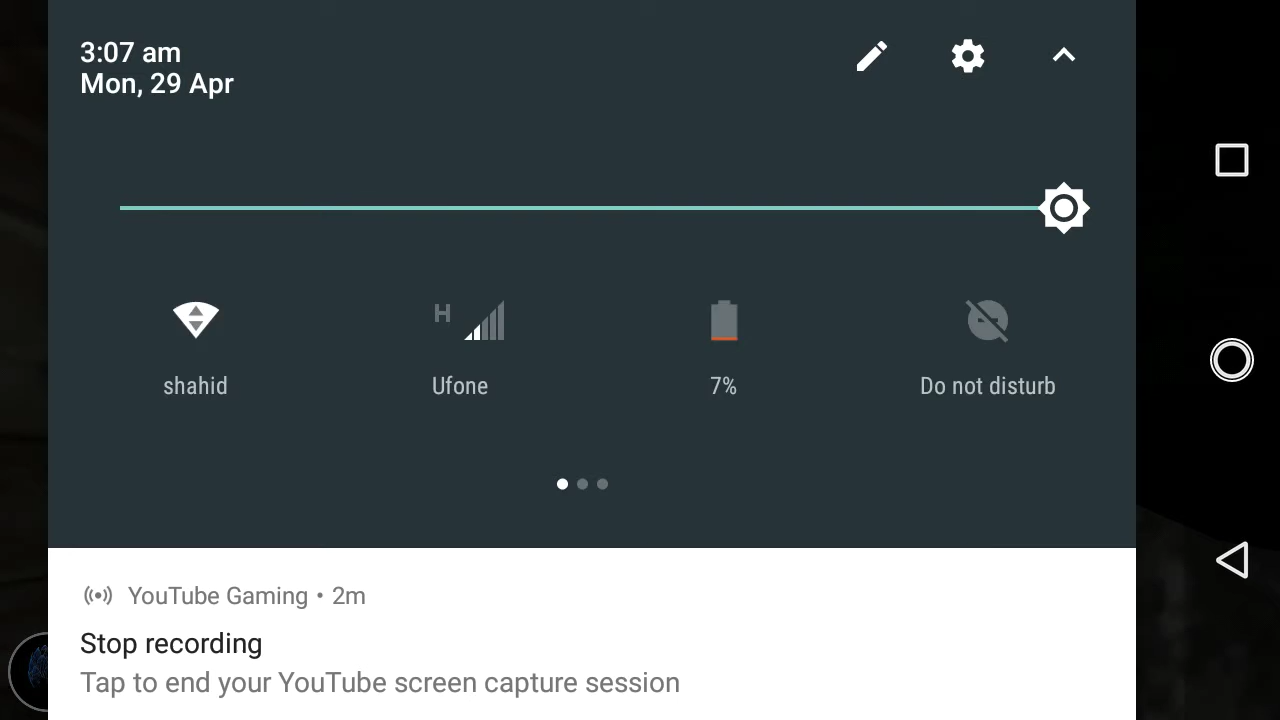 3:07 am
Mon, 29 Apr
H
shahid
Ufone
7%
Do not disturb
YouTube Gaming • 2m
Stop recording
Tap to end your YouTube screen capture session